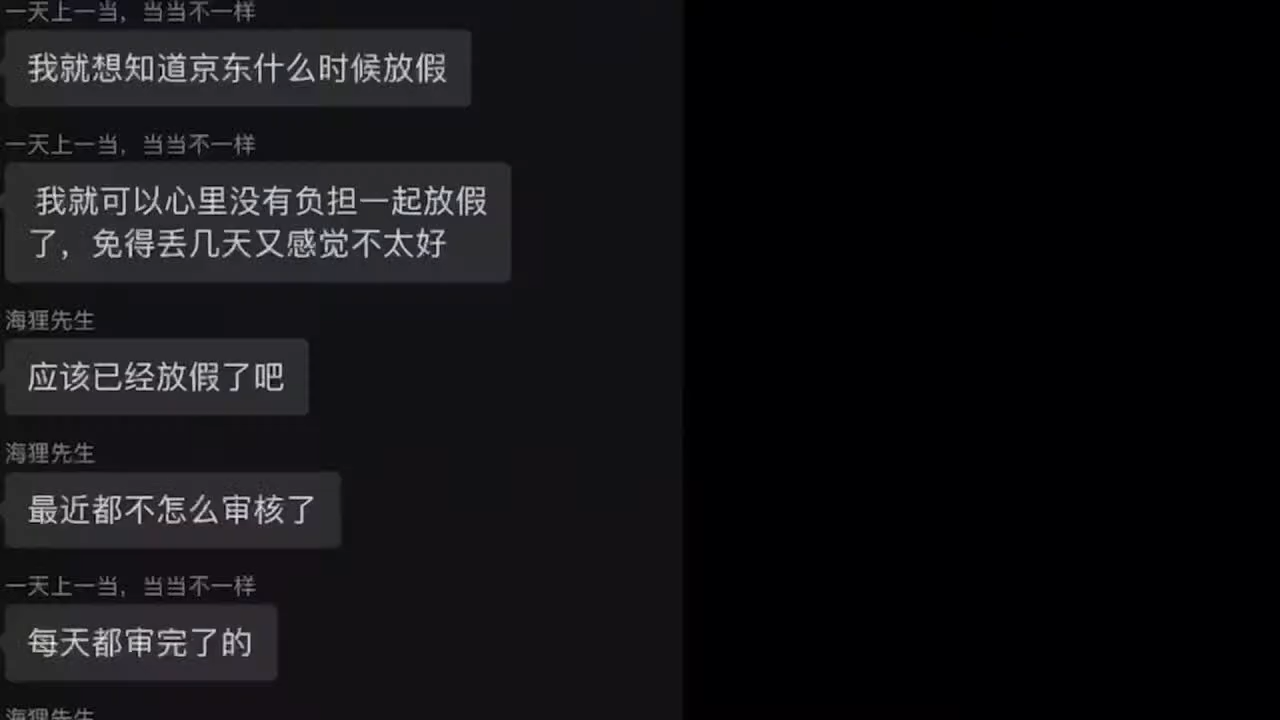 一天上一当，当当不一样
我就想知道京东什么时候放假
一天上一当，当当不一样
我就可以心里没有负担一起放假
了，免得丢几天又感觉不太好
海狸先生
应该已经放假了吧
海狸先生
最近都不怎么审核了
一天上一当，当当不一样
每天都审完了的
海狸先生